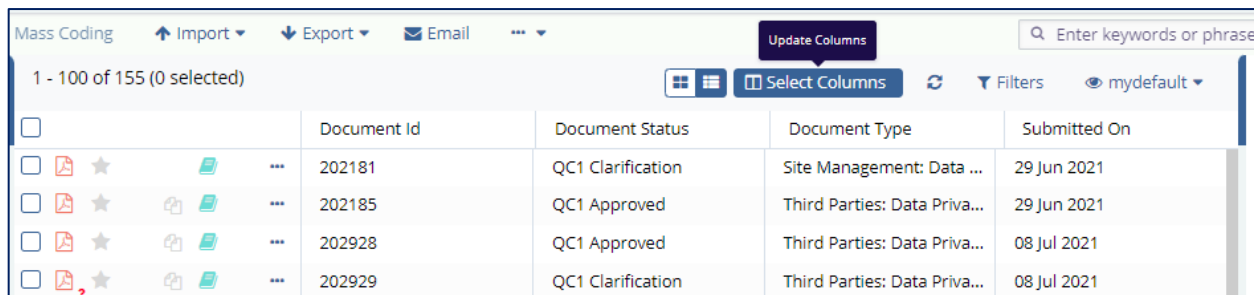 Mass Coding Import Export Email ... Update Columns Enter keywords or phrase
1 - 100 of 155 (0 selected) Select Columns Filters mydefault
Document Id Document Status Document Type Submitted On
202181 QC1 Clarification Site Management: Data ... 29 Jun 2021
202185 QC1 Approved Third Parties: Data Priva... 29 Jun 2021
202928 QC1 Approved Third Parties: Data Priva... 08 Jul 2021
? 202929 QC1 Clarification Third Parties: Data Priva... 08 Jul 2021